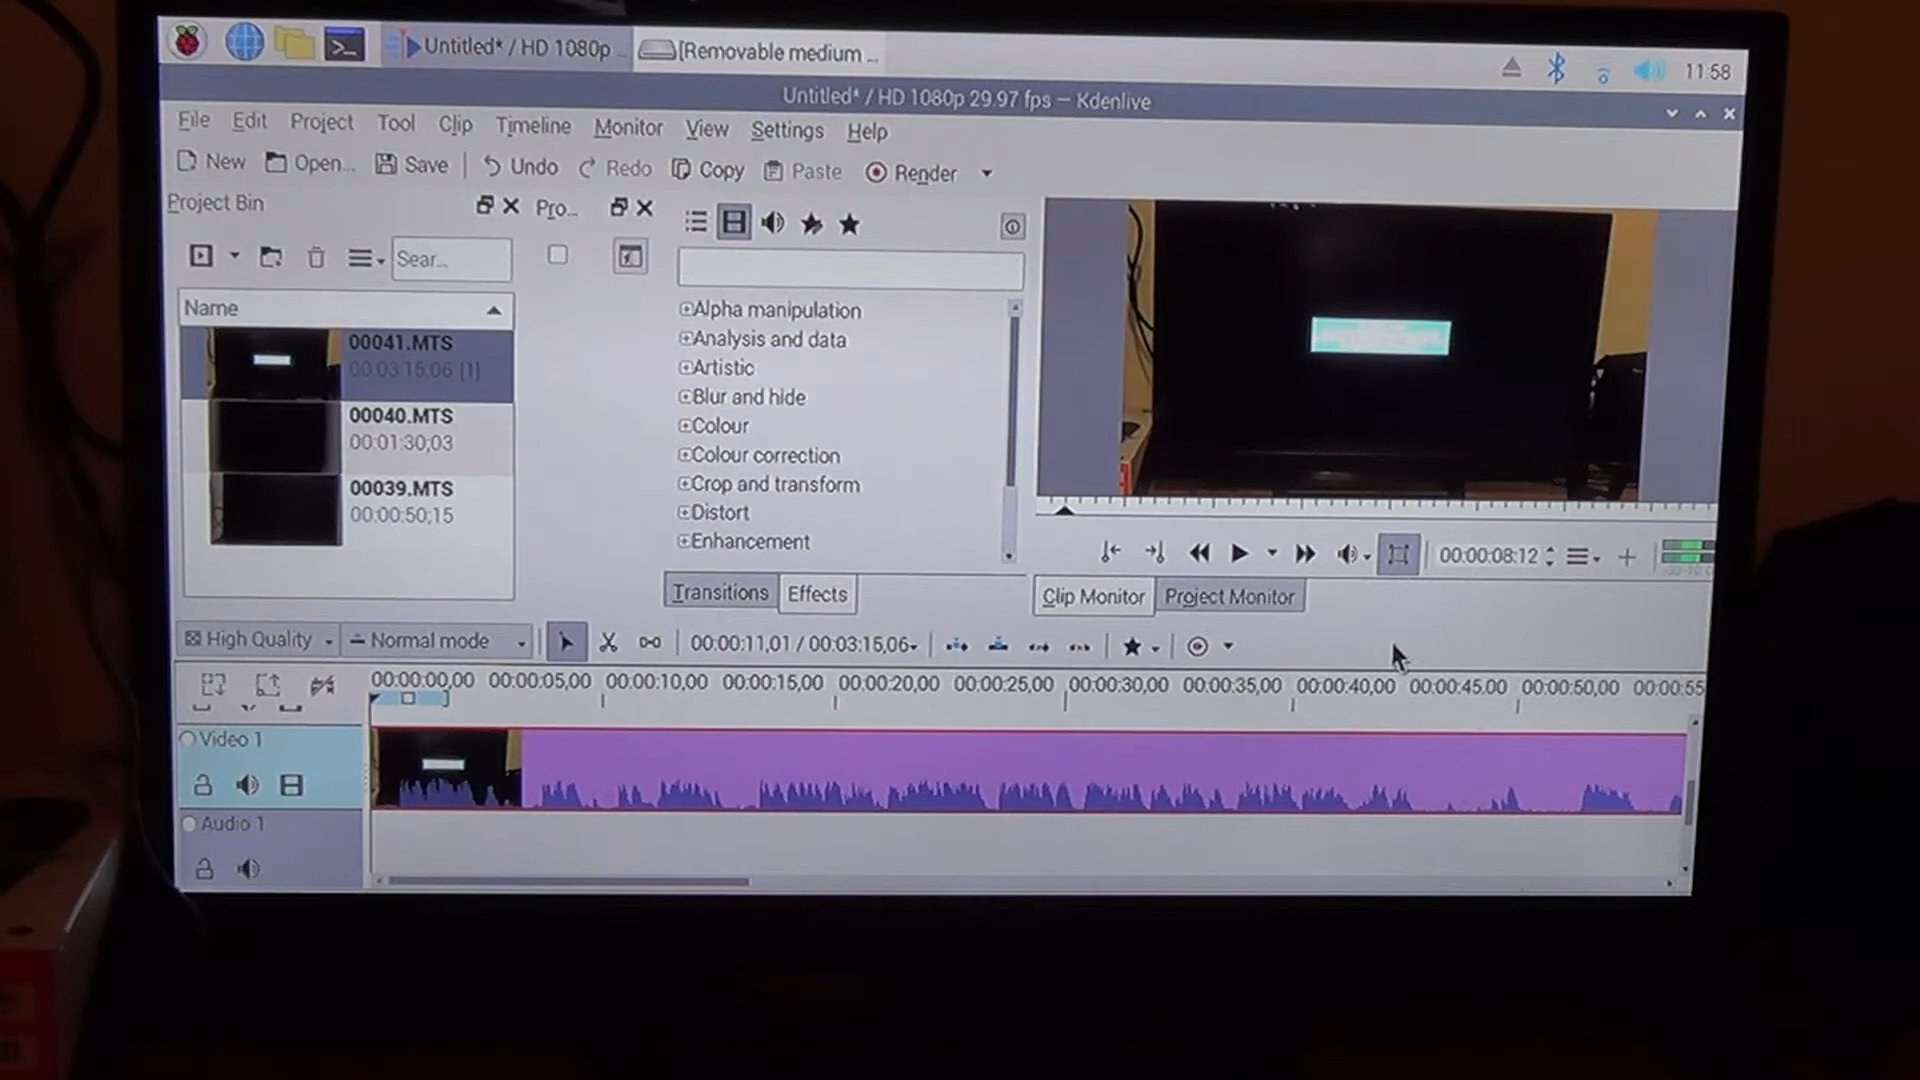 Untitled* / HD 1080p ...
[Removable medium ...
11:58
Untitled* / HD 1080p 29.97 fps — Kdenlive
File Edit Project Tool Clip Timeline Monitor View Settings Help
New Open... Save Undo Redo Copy Paste Render
Project Bin
Pro...
Sear...
Name
00041.MTS
00:03:15;06 [1]
00040.MTS
00:01:30;03
00039.MTS
00:00:50;15
Alpha manipulation
Analysis and data
Artistic
Blur and hide
Colour
Colour correction
Crop and transform
Distort
Enhancement
Transitions Effects
00:00:08:12
Clip Monitor Project Monitor
High Quality Normal mode 00:00:11,01 / 00:03:15,06
00:00:00,00 00:00:05,00 00:00:10,00 00:00:15,00 00:00:20,00 00:00:25,00 00:00:30,00 00:00:35,00 00:00:40,00 00:00:45,00 00:00:50,00 00:00:55
Video 1
Audio 1